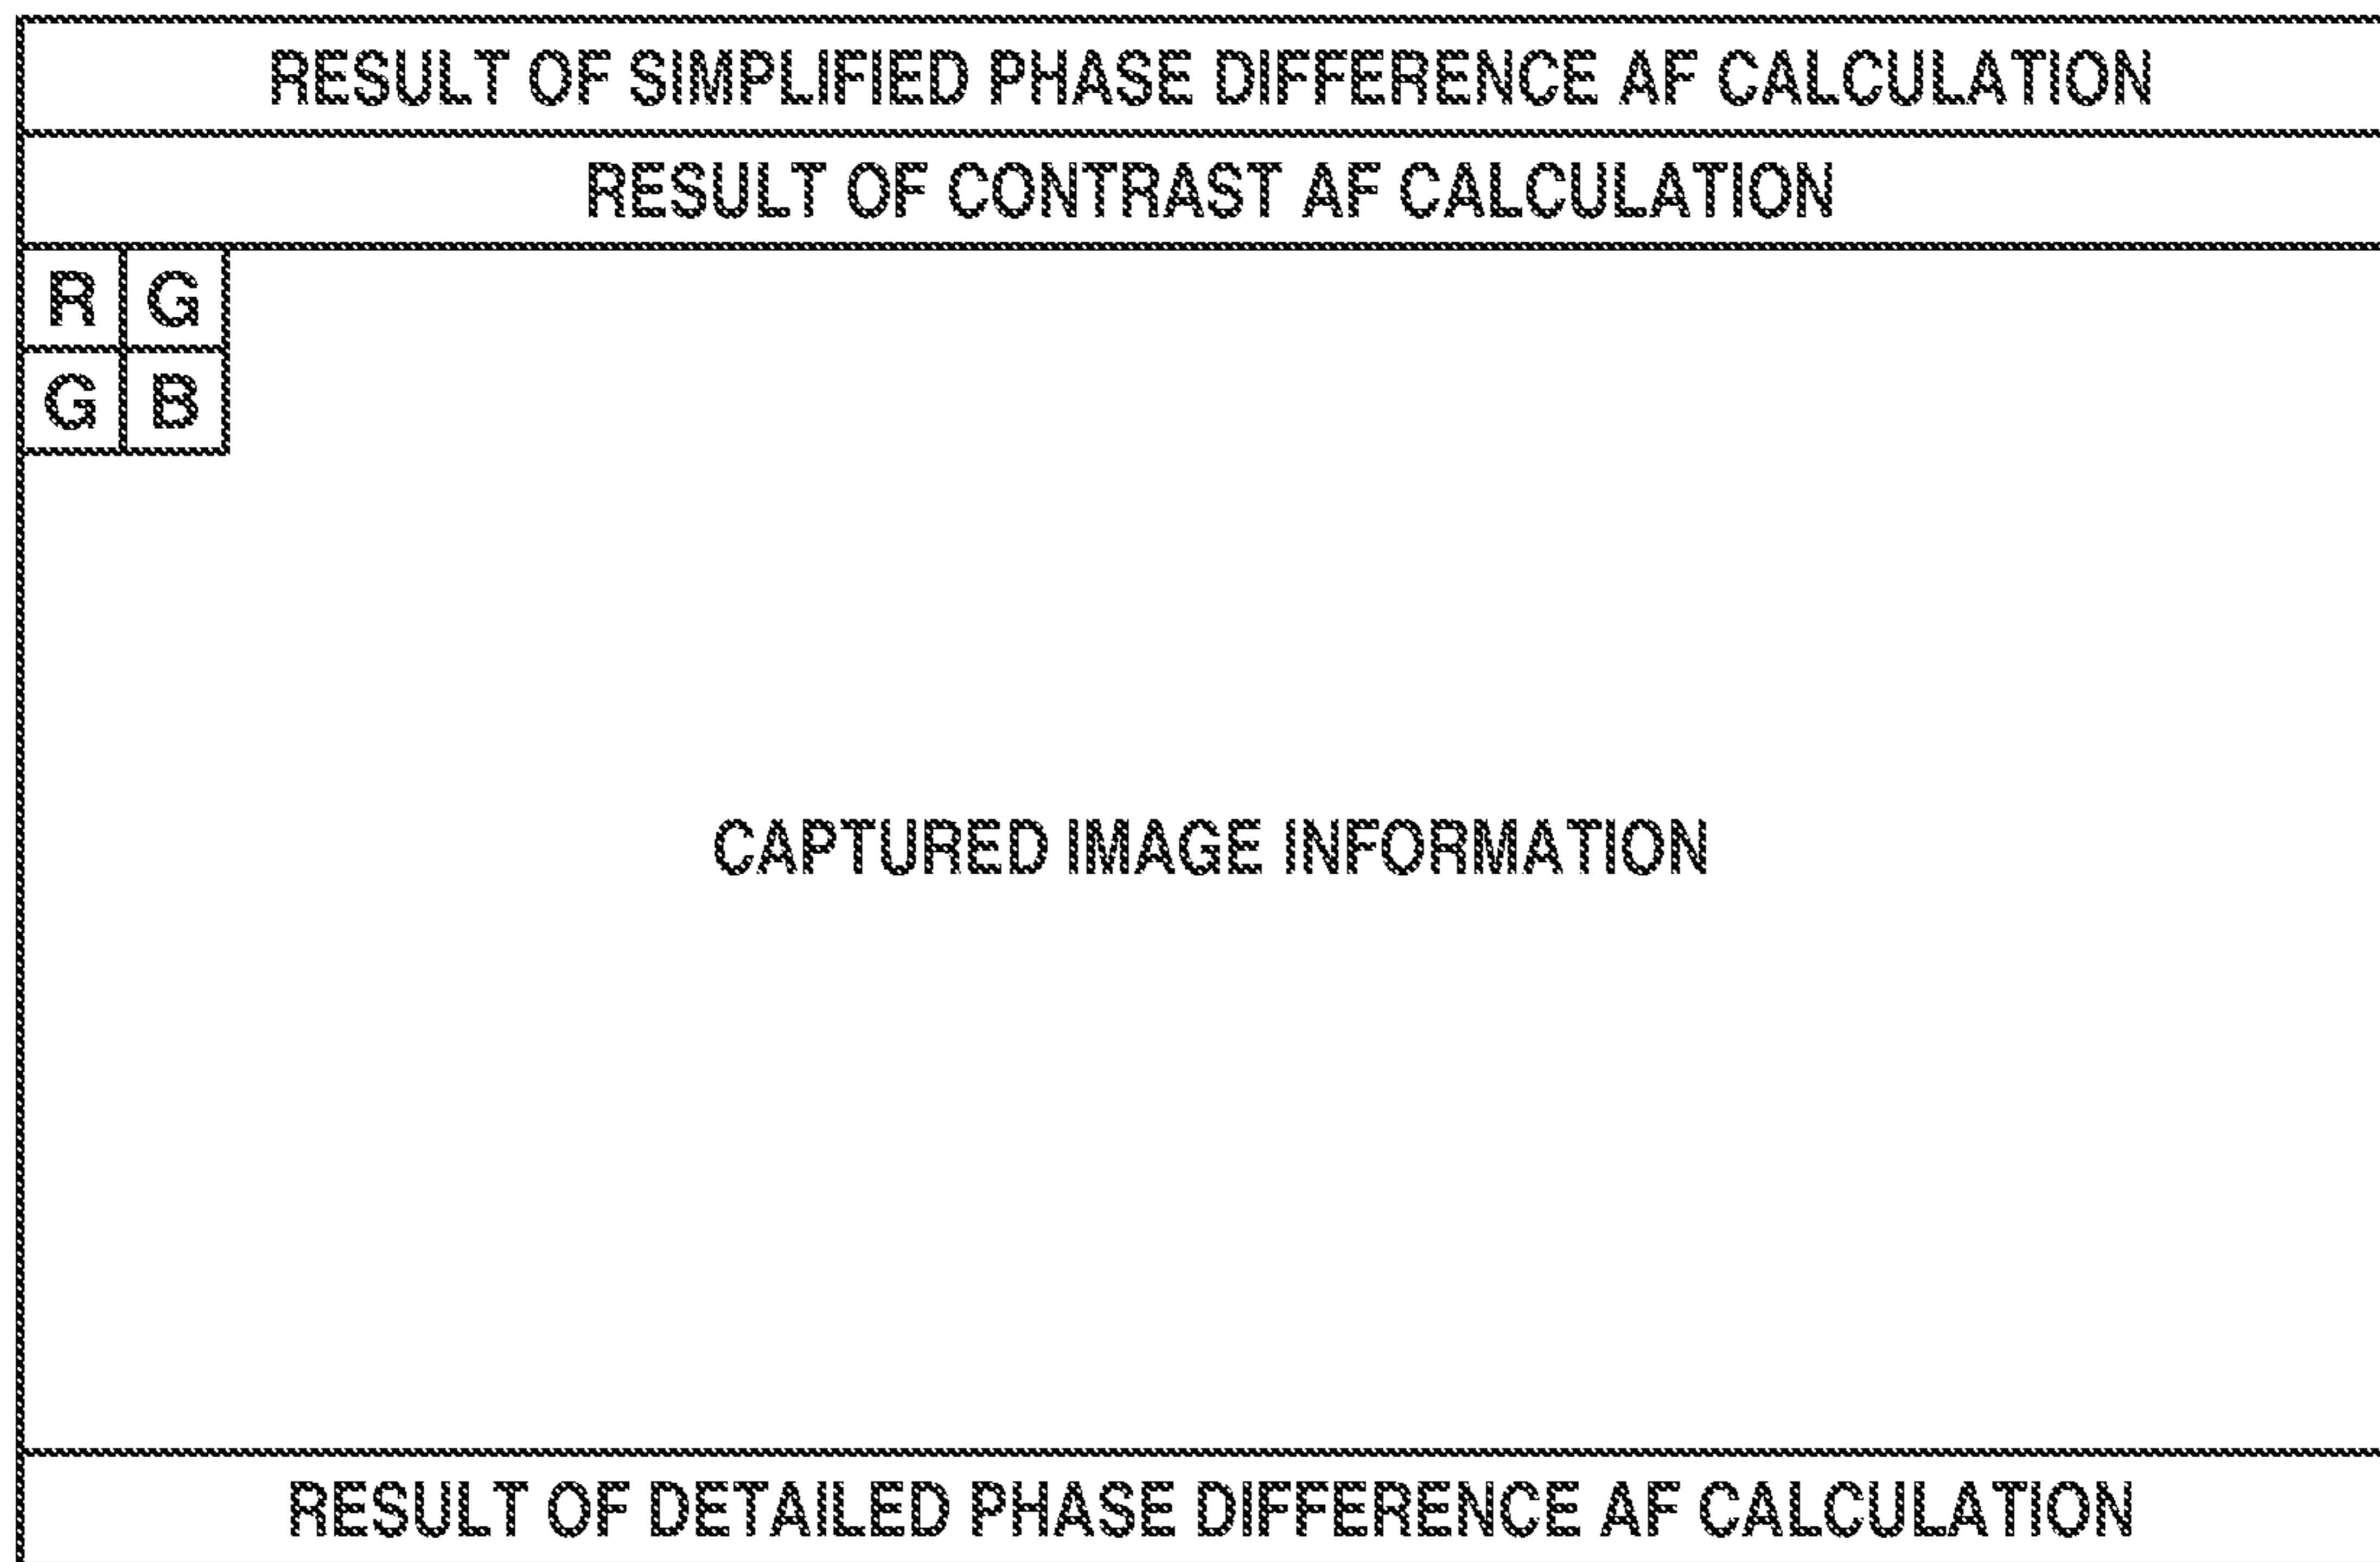 RESULT OF SIMPLIFIED PHASE DIFFERENCE AF CALCULATION
RESULT OF CONTRAST AF CALCULATION
R G
G B
CAPTURED IMAGE INFORMATION
RESULT OF DETAILED PHASE DIFFERENCE AF CALCULATION